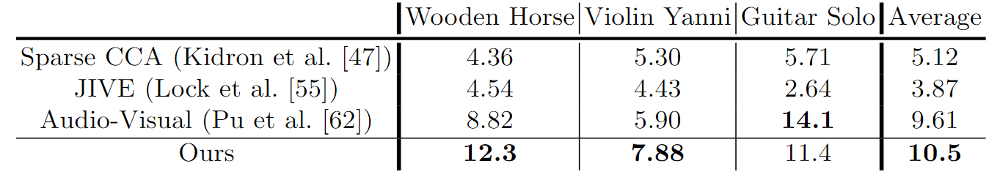 Wooden Horse Violin Yanni Guitar Solo Average
Sparse CCA (Kidron et al. [47]) 4.36 5.30 5.71 5.12
JIVE (Lock et al. [55]) 4.54 4.43 2.64 3.87
Audio-Visual (Pu et al. [62]) 8.82 5.90 14.1 9.61
Ours 12.3 7.88 11.4 10.5